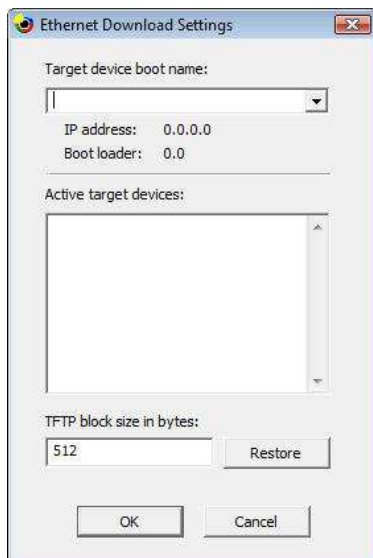 Ethernet Download Settings
Target device boot name:
IP address: 0.0.0.0
Boot loader: 0.0
Active target devices:
TFTP block size in bytes:
512 Restore
OK Cancel